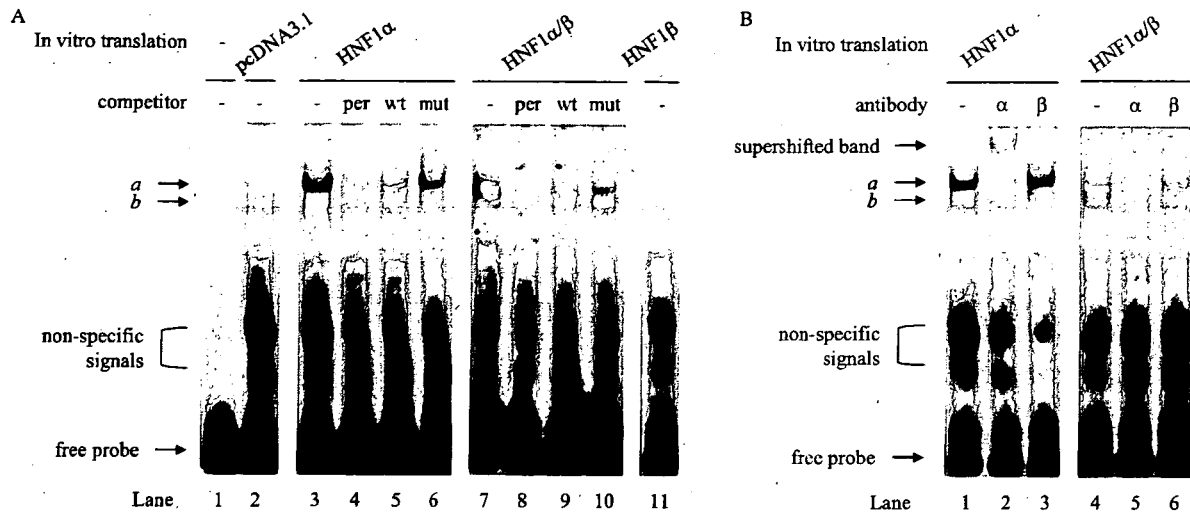 A
In vitro translation
- pcDNA3.1 HNF1α HNF1α/β HNF1β
competitor - - - per wt mut - per wt mut -
a
b
non-specific
signals
free probe
Lane 1 2 3 4 5 6 7 8 9 10 11
B
In vitro translation HNF1α HNF1α/β
antibody - α β - α β
supershifted band
a
b
non-specific
signals
free probe
Lane 1 2 3 4 5 6